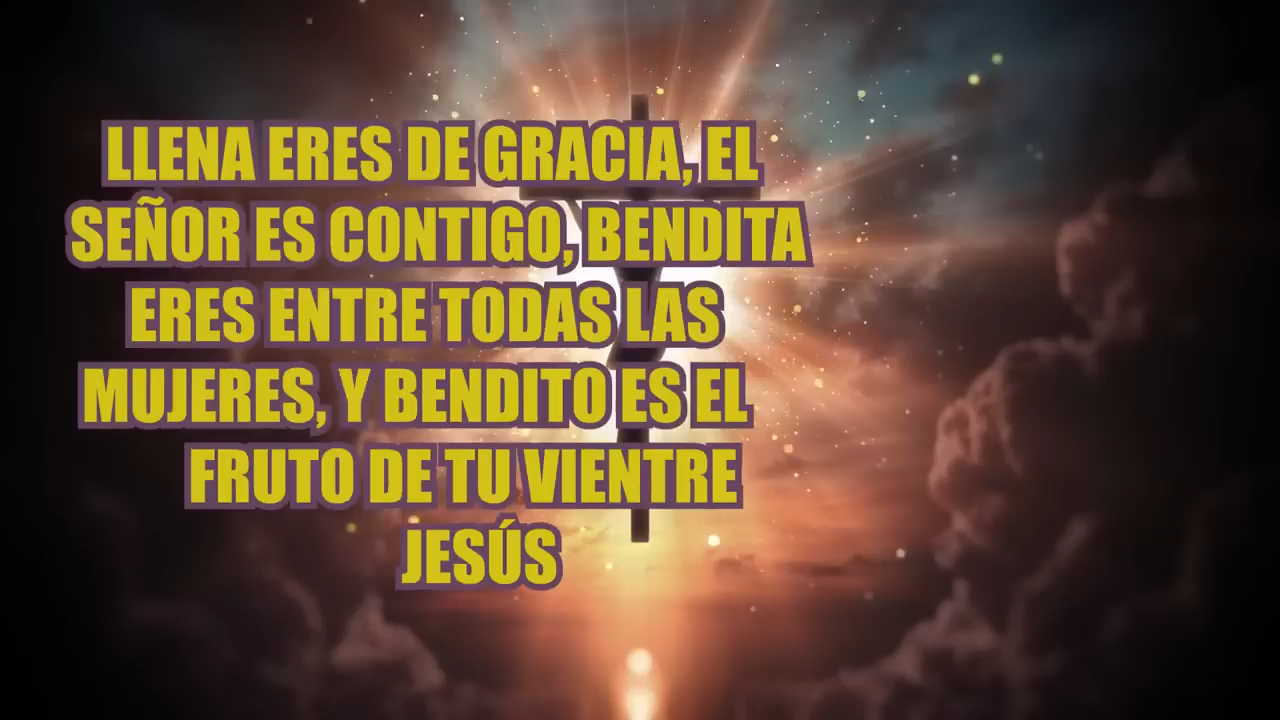 LLENA ERES DE GRACIA, EL
SEÑOR ES CONTIGO, BENDITA
ERES ENTRE TODAS LAS
MUJERES, Y BENDITO ES EL
FRUTO DE TU VIENTRE
JESÚS